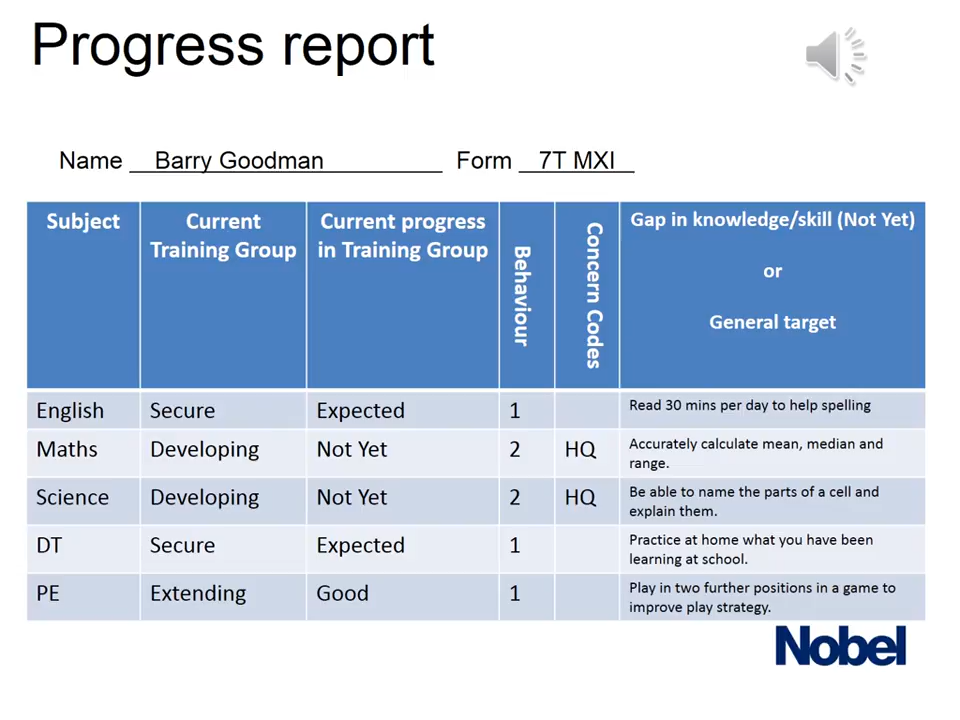 Progress report
Name Barry Goodman Form 7T MXI
Subject
Current
Training Group
Current progress
in Training Group
Behaviour
Concern Codes
Gap in knowledge/skill (Not Yet)
or
General target
English Secure Expected 1 Read 30 mins per day to help spelling
Maths Developing Not Yet 2 HQ Accurately calculate mean, median and
range.
Science Developing Not Yet 2 HQ Be able to name the parts of a cell and
explain them.
DT Secure Expected 1 Practice at home what you have been
learning at school.
PE Extending Good 1 Play in two further positions in a game to
improve play strategy.
Nobel